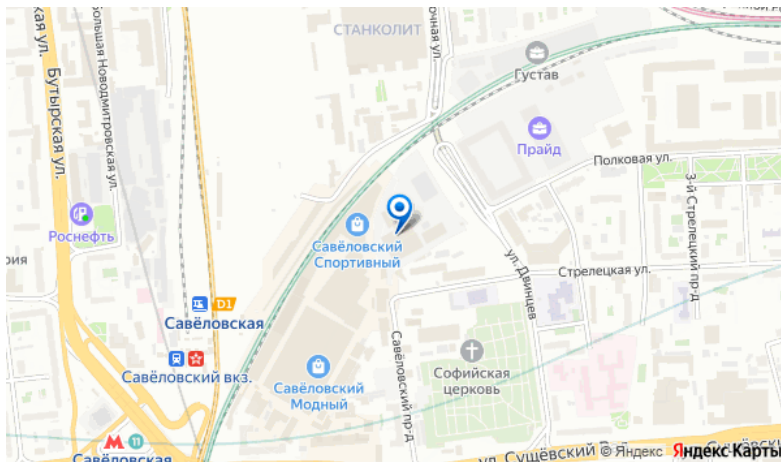 СТАНКОЛИТ
Густав
Прайд
Бутырская ул.
Большая Новодмитровская ул.
Полковая ул.
3-й Стрелецкий пр-д
Роснефть
Савёловский
Спортивный
ул. Двинцев
Стрелецкая ул.
D1
Савёловская
Савёловский вкз.
Савёловский
Модный
Савёловский пр-д
Софийская
церковь
11
Савёловская
ул. Сущёвский
© Яндекс Яндекс Карты